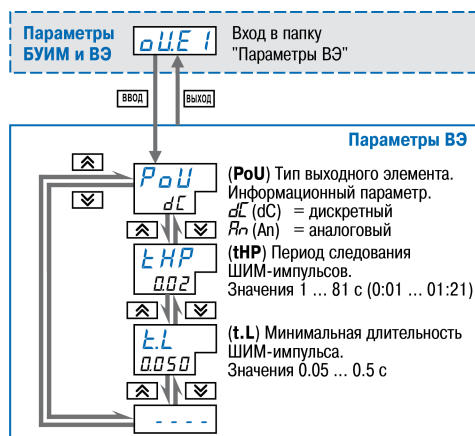 Параметры
БУИМ и ВЭ
oU.E 1
Вход в папку
"Параметры ВЭ"
ВВОД
ВЫХОД
Параметры ВЭ
PoU
dC
(PoU) Тип выходного элемента.
Информационный параметр.
dC (dC) = дискретный
An (An) = аналоговый
tHP
0.02
(tHP) Период следования
ШИМ-импульсов.
Значения 1 ... 81 с (0:01 ... 01:21)
t.L
0.050
(t.L) Минимальная длительность
ШИМ-импульса.
Значения 0.05 ... 0.5 с
- - - -